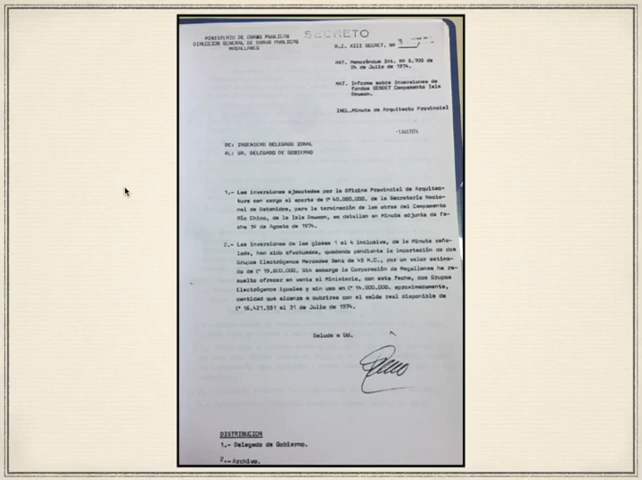 SECRETO
MINISTERIO DE OBRAS PUBLICAS
DIRECCION GENERAL DE OBRAS PUBLICAS
MAGALLANES
O.I. XIII SECRET. Nº
ANT. Memorándum Int. Nº 6.700 de
04 de Julio de 1974.
MAT. Informe sobre Inversiones de
fondos SENDET Campamento Isla
Dawson.
INCL. Minuta de Arquitecto Provincial
DE: INGENIERO DELEGADO ZONAL
AL: SR. DELEGADO DE GOBIERNO
1.- Las inversiones ejecutadas por la Oficina Provincial de Arquitec-
tura con cargo al aporte de Eº 40.000.000. de la Secretaría Nacio-
nal de Detenidos, para la terminación de las obras del Campamento
Río Chico, de la Isla Dawson, se detallan en Minuta adjunta de fe-
cha 1º de Agosto de 1974.
2.- Las inversiones de las glosas 1 al 4 inclusive, de la Minuta seña-
lada, han sido efectuadas, quedando pendiente la importación de dos
Grupos Electrógenos Mercedes Benz de 45 por un valor estima-
do de Eº 19.600.000. Sin embargo la Corporación de Magallanes ha re-
suelto ofrecer en venta al Ministerio, con esta fecha, dos Grupos
Electrógenos iguales y sin uso en Eº 14.000.000. aproximadamente,
cantidad que alcanza a cubrirse con el saldo real disponible de
Eº 16.421.591 al 31 de Julio de 1974.
Saluda a Ud.
DISTRIBUCION
1.- Delegado de Gobierno.
2.- Archivo.